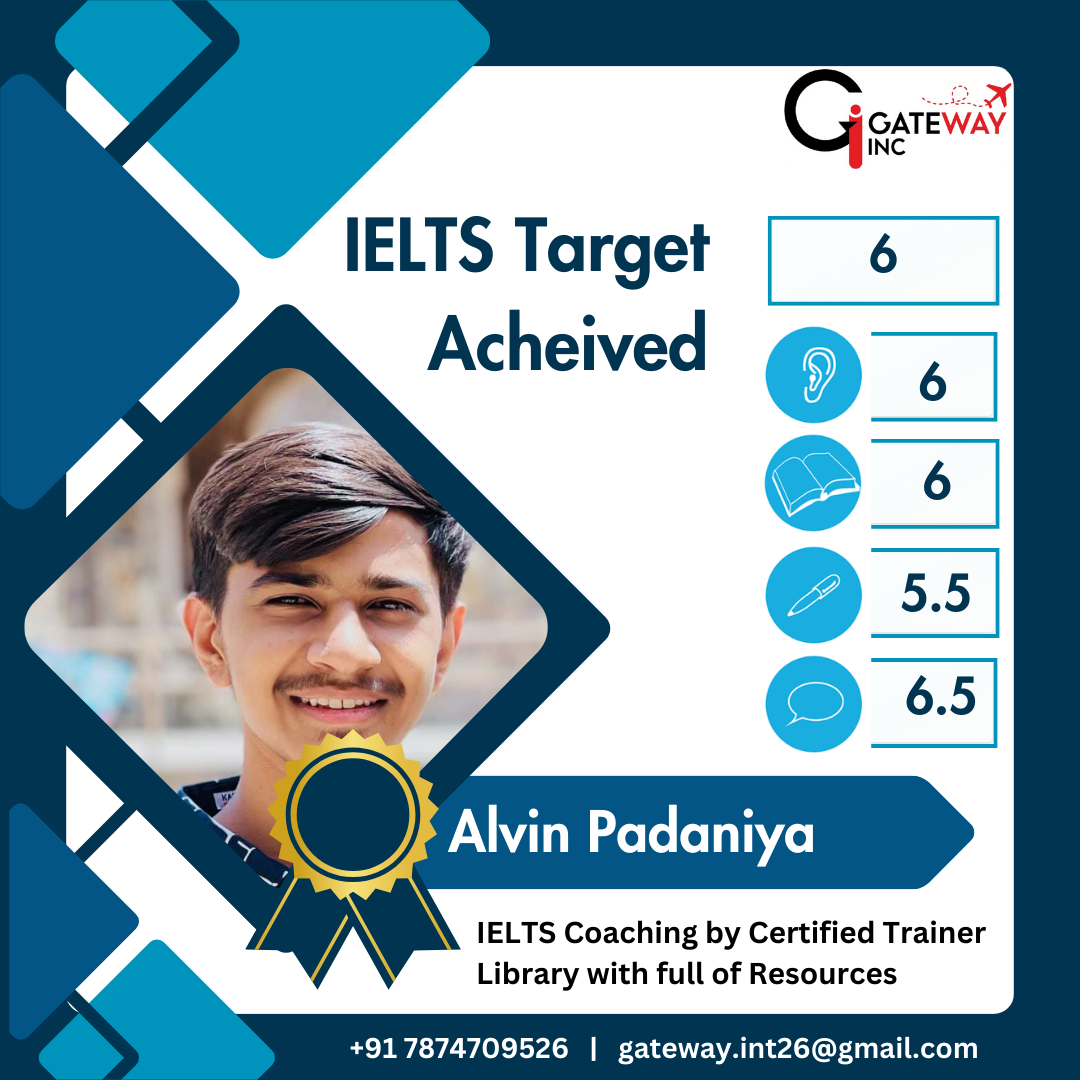 Gi GATEWAY
INC
IELTS Target
Acheived
6
6
6
5.5
6.5
Alvin Padaniya
IELTS Coaching by Certified Trainer
Library with full of Resources
+91 7874709526 | gateway.int26@gmail.com